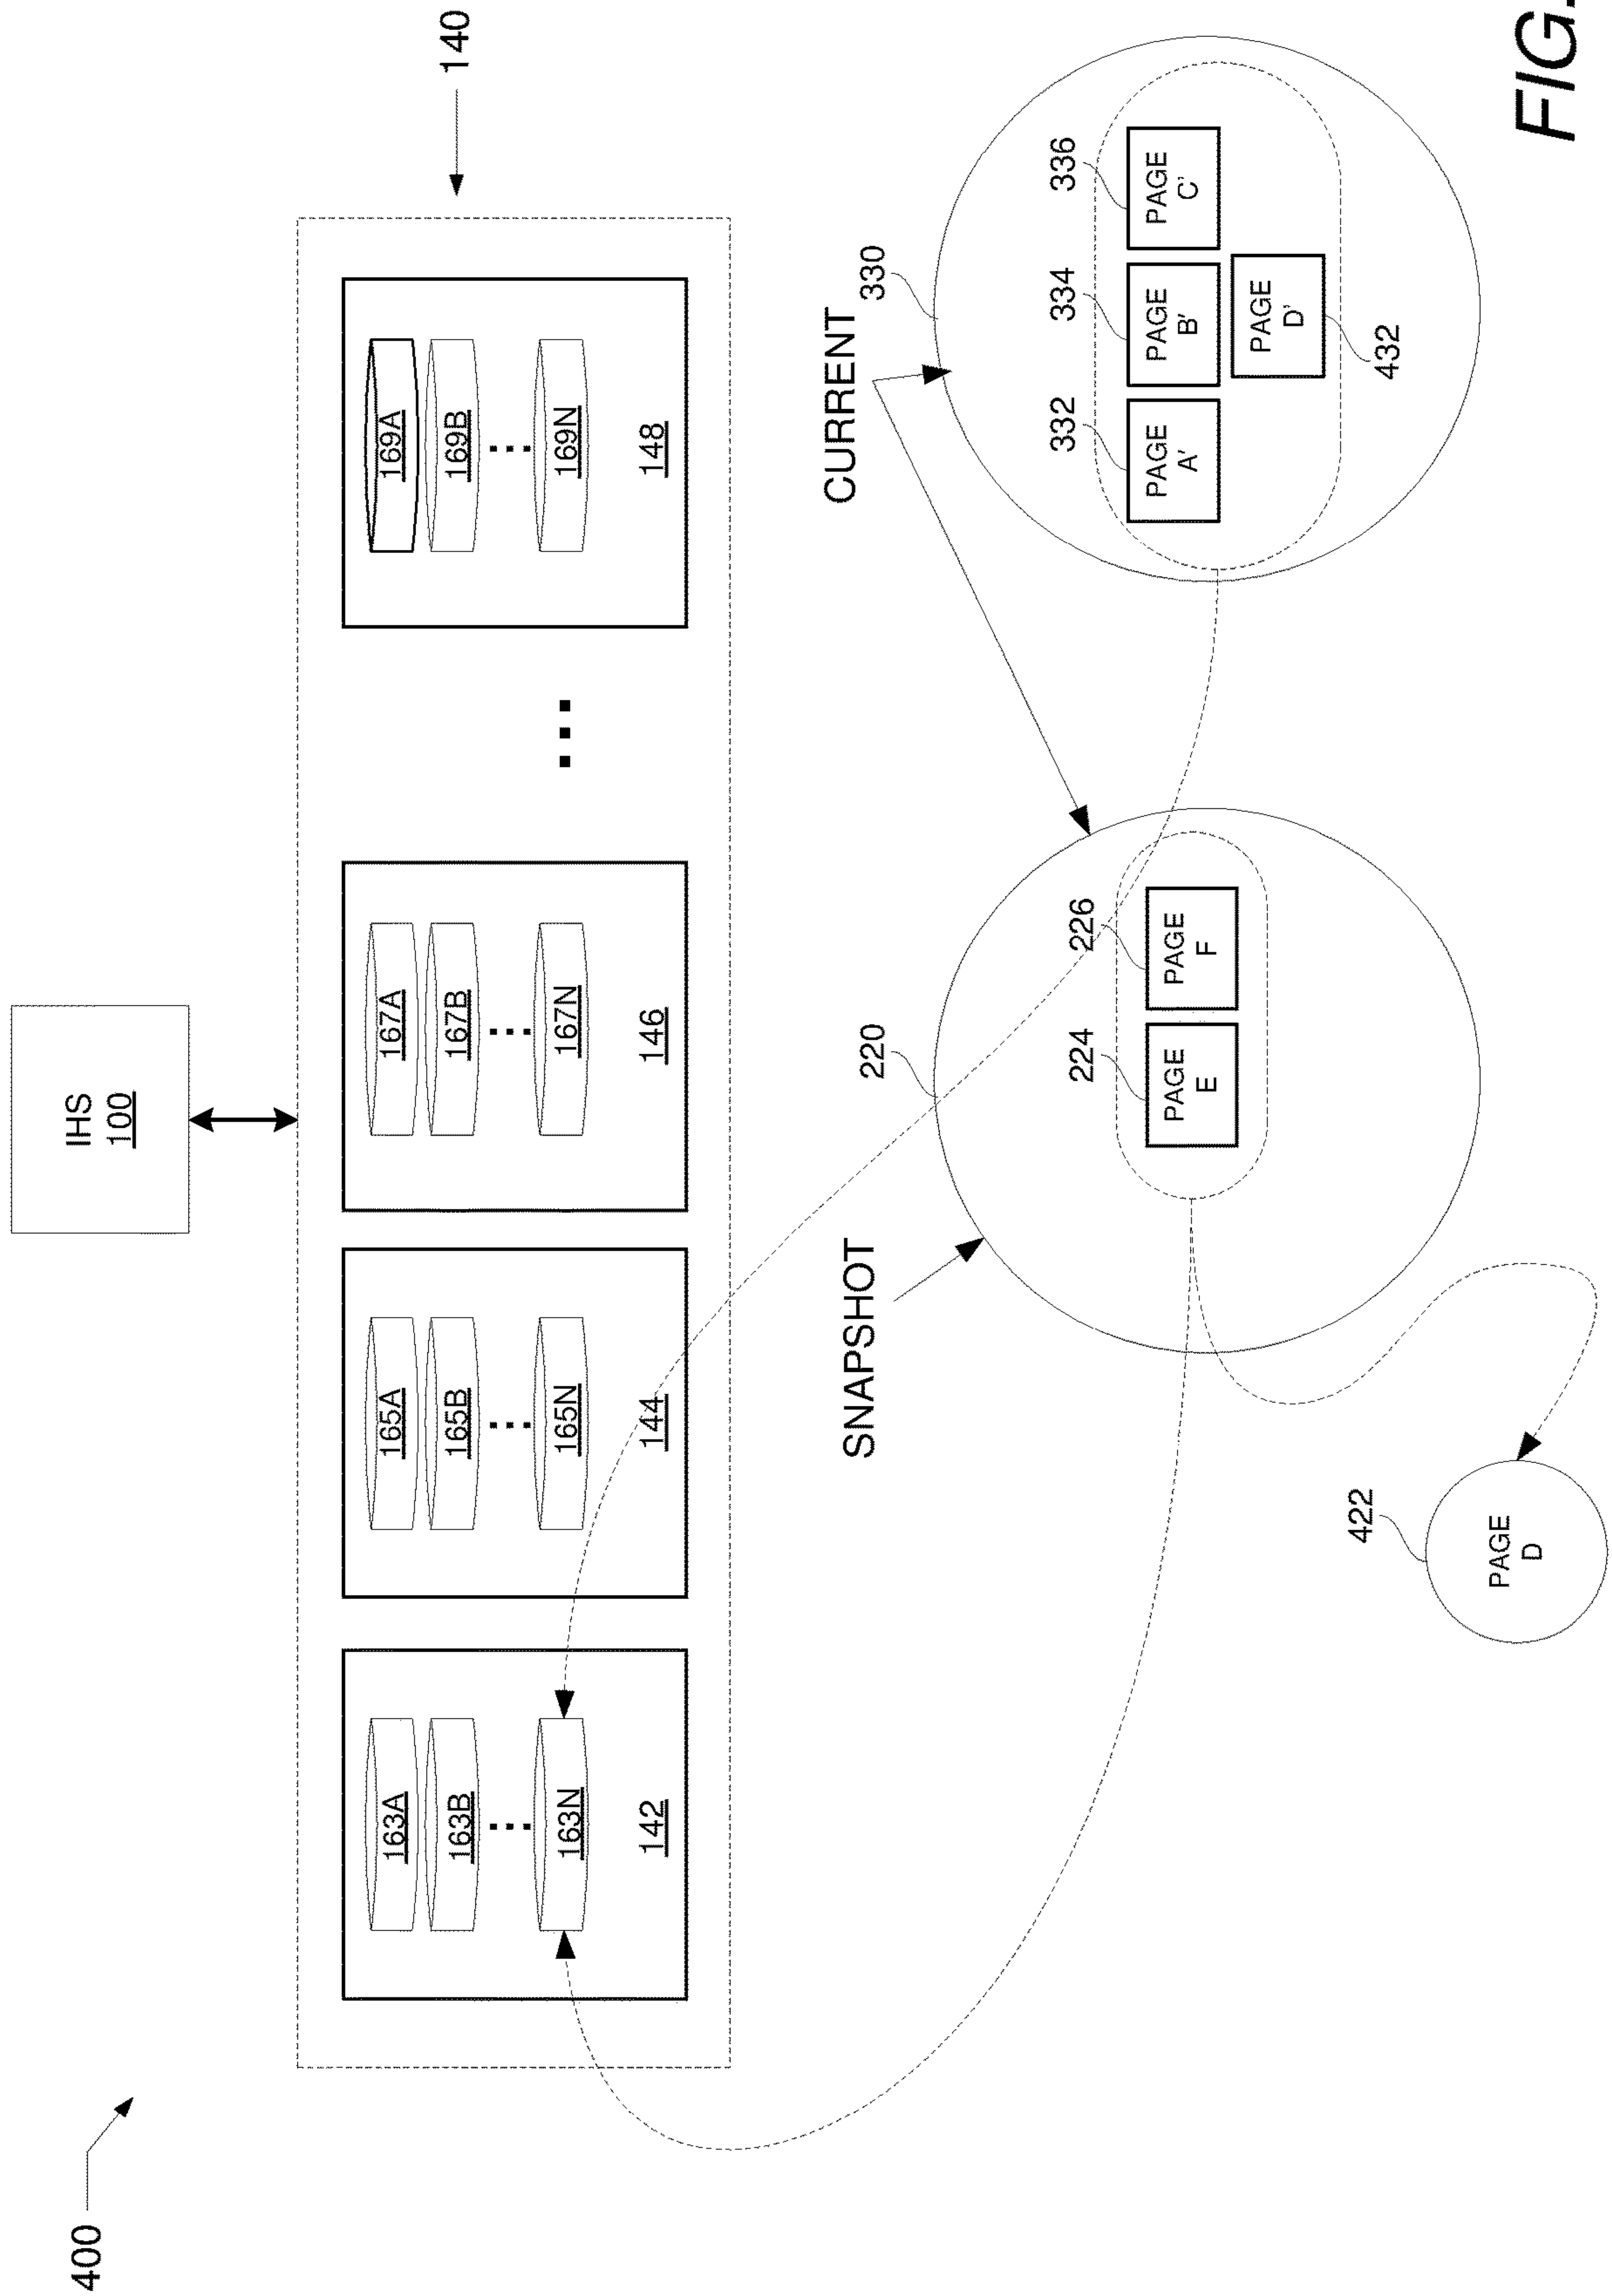 400
IHS
100
140
163A
163B
...
163N
142
165A
165B
...
165N
144
167A
167B
...
167N
146
...
169A
169B
...
169N
148
SNAPSHOT
220
224
PAGE
E
226
PAGE
F
CURRENT
330
332
PAGE
A'
334
PAGE
B'
336
PAGE
C'
PAGE
D'
432
422
PAGE
D
FIG.